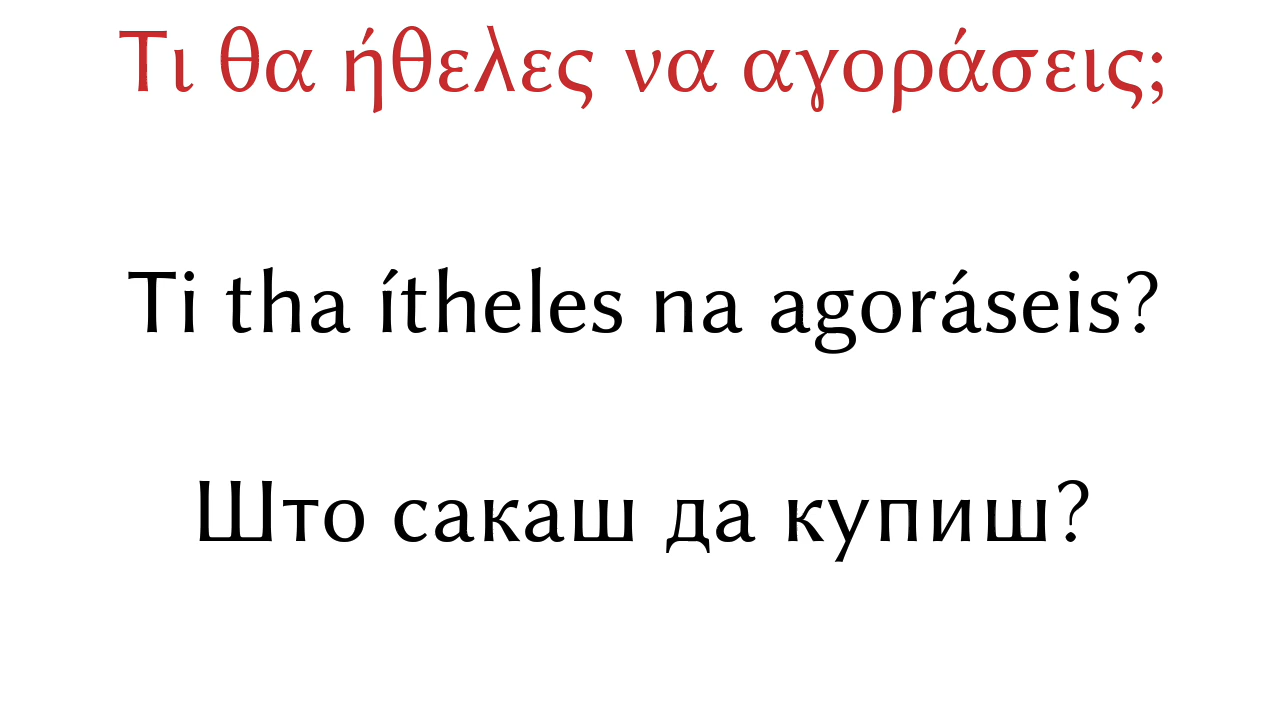 Τι θα ήθελες να αγοράσεις;
Ti tha ítheles na agoráseis?
Што сакаш да купиш?